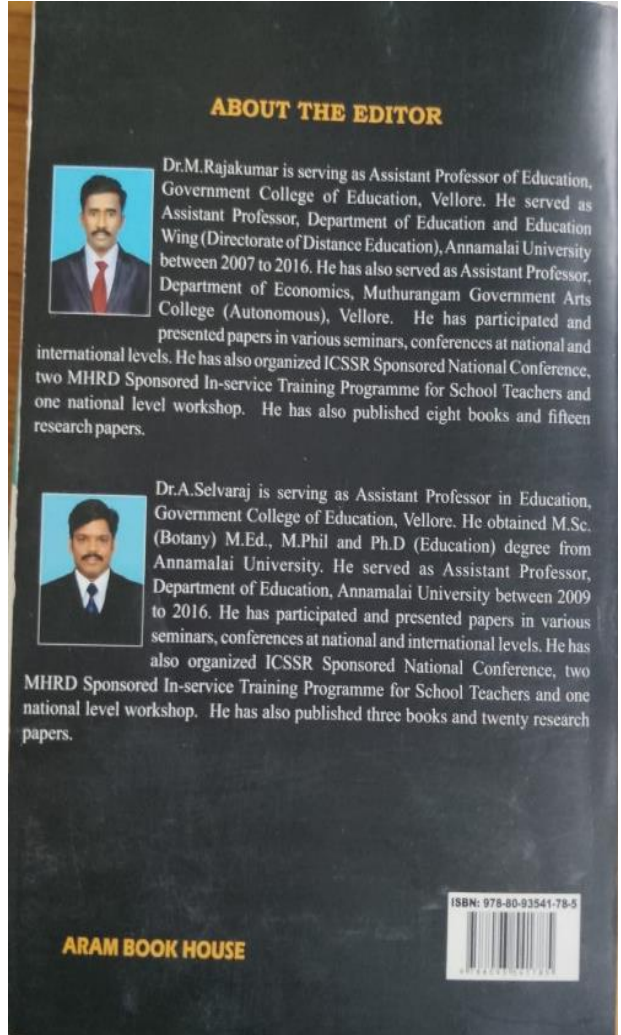 ABOUT THE EDITOR
Dr.M.Rajakumar is serving as Assistant Professor of Education,
Government College of Education, Vellore. He served as
Assistant Professor, Department of Education and Education
Wing (Directorate of Distance Education), Annamalai University
between 2007 to 2016. He has also served as Assistant Professor,
Department of Economics, Muthurangam Government Arts
College (Autonomous), Vellore. He has participated and
presented papers in various seminars, conferences at national and
international levels. He has also organized ICSSR Sponsored National Conference,
two MHRD Sponsored In-service Training Programme for School Teachers and
one national level workshop. He has also published eight books and fifteen
research papers.
Dr.A.Selvaraj is serving as Assistant Professor in Education,
Government College of Education, Vellore. He obtained M.Sc.
(Botany) M.Ed., M.Phil and Ph.D (Education) degree from
Annamalai University. He served as Assistant Professor,
Department of Education, Annamalai University between 2009
to 2016. He has participated and presented papers in various
seminars, conferences at national and international levels. He has
also organized ICSSR Sponsored National Conference, two
MHRD Sponsored In-service Training Programme for School Teachers and one
national level workshop. He has also published three books and twenty research
papers.
ISBN: 978-80-93541-78-5
ARAM BOOK HOUSE